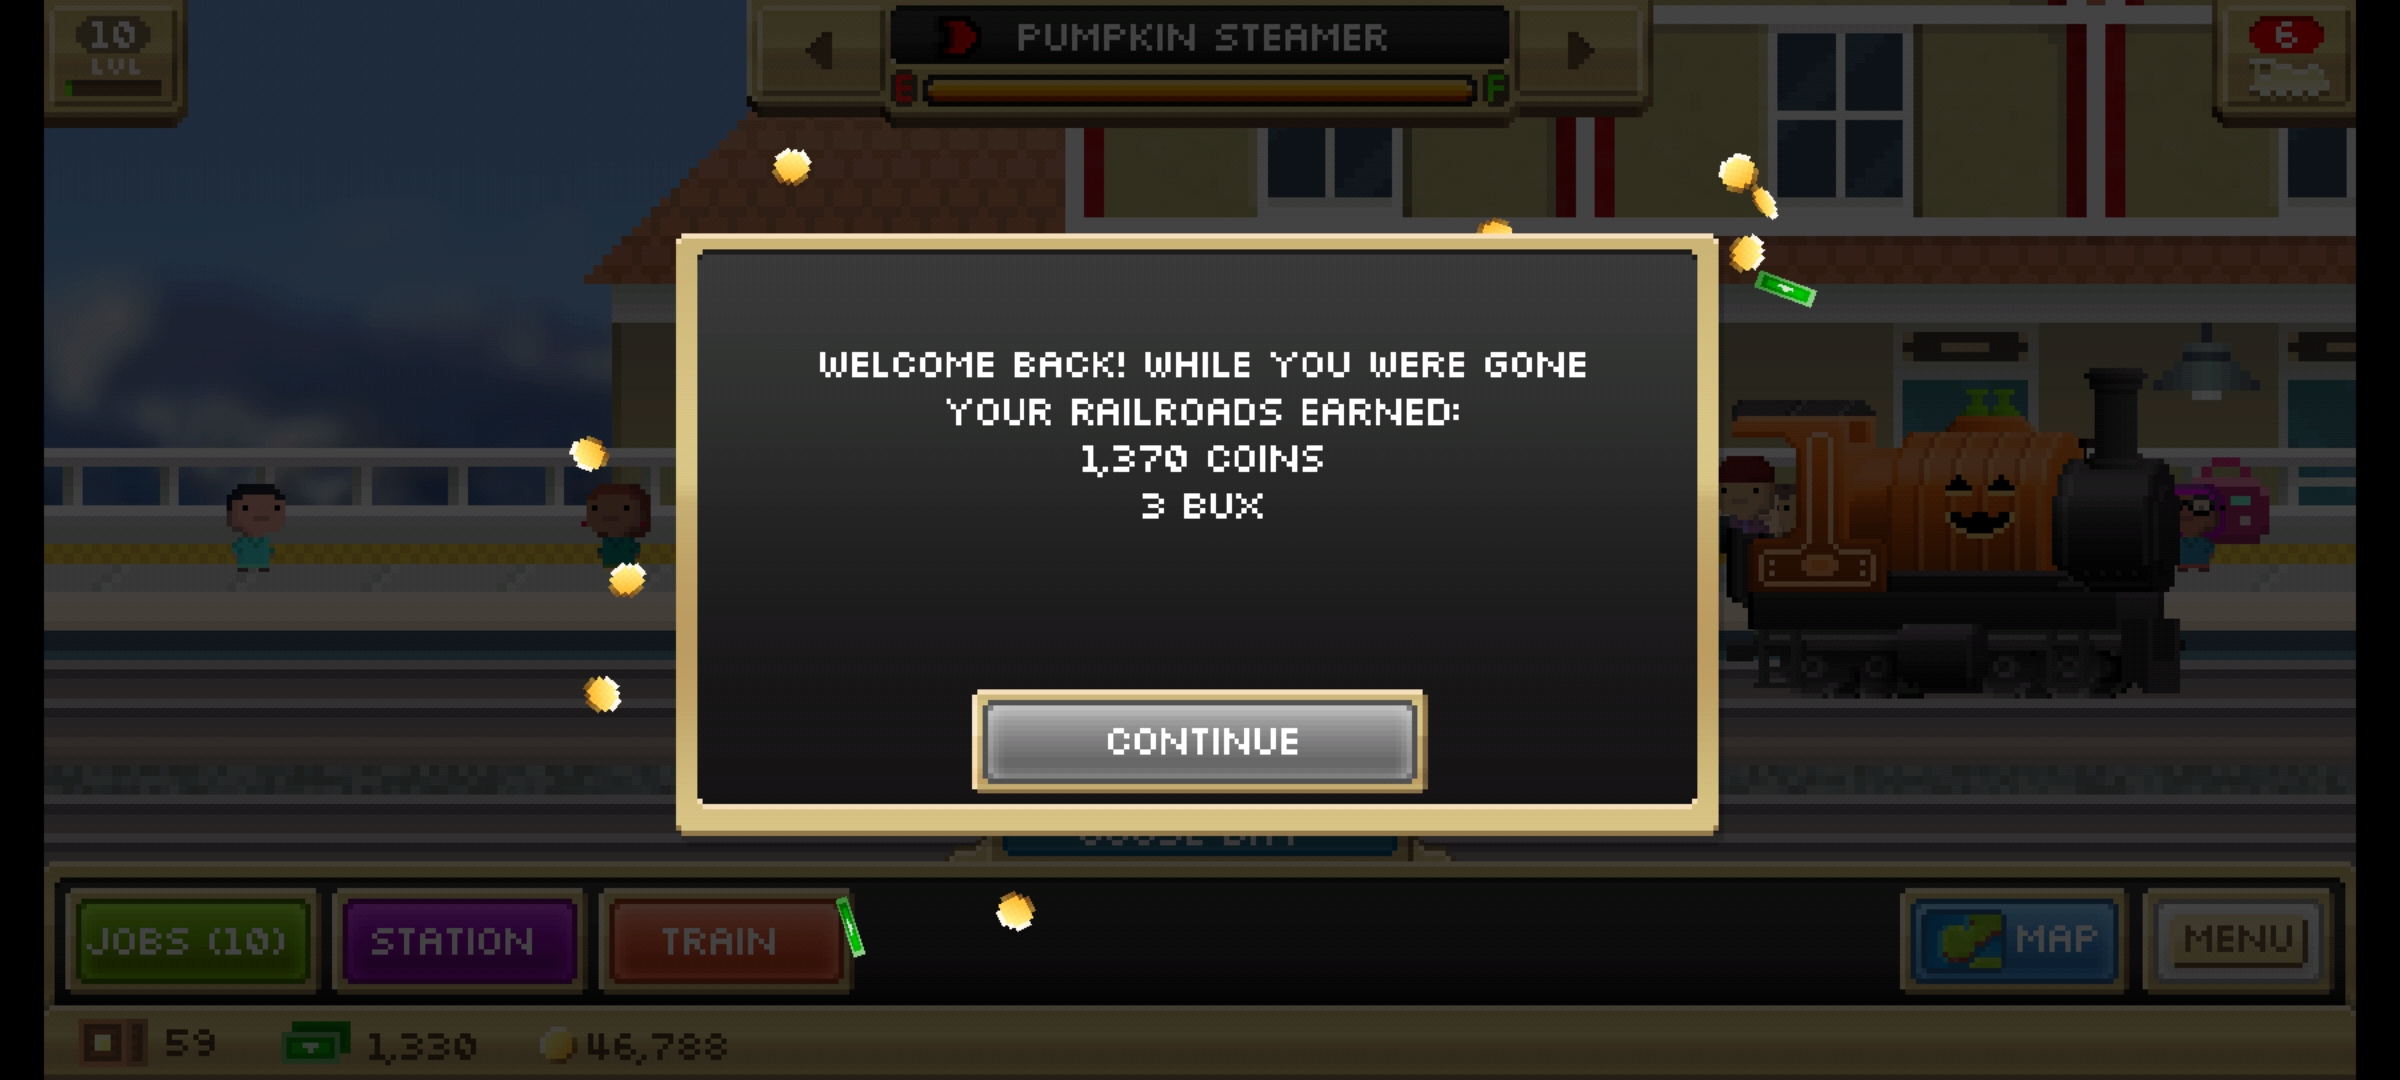 10
LVL
PUMPKIN STEAMER
E
F
6
WELCOME BACK! WHILE YOU WERE GONE
YOUR RAILROADS EARNED:
1,370 COINS
3 BUX
CONTINUE
JOBS (10)
STATION
TRAIN
MAP
MENU
59
1,330
46,788